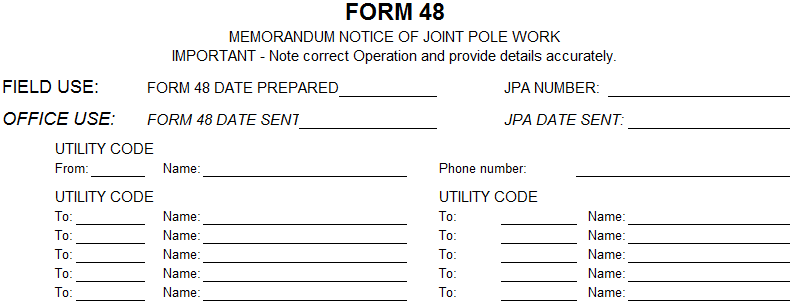 FORM 48
MEMORANDUM NOTICE OF JOINT POLE WORK
IMPORTANT - Note correct Operation and provide details accurately.
FIELD USE: FORM 48 DATE PREPARED JPA NUMBER:
OFFICE USE: FORM 48 DATE SENT JPA DATE SENT:
UTILITY CODE
From: Name: Phone number:
UTILITY CODE UTILITY CODE
To: Name: To: Name:
To: Name: To: Name:
To: Name: To: Name:
To: Name: To: Name:
To: Name: To: Name: